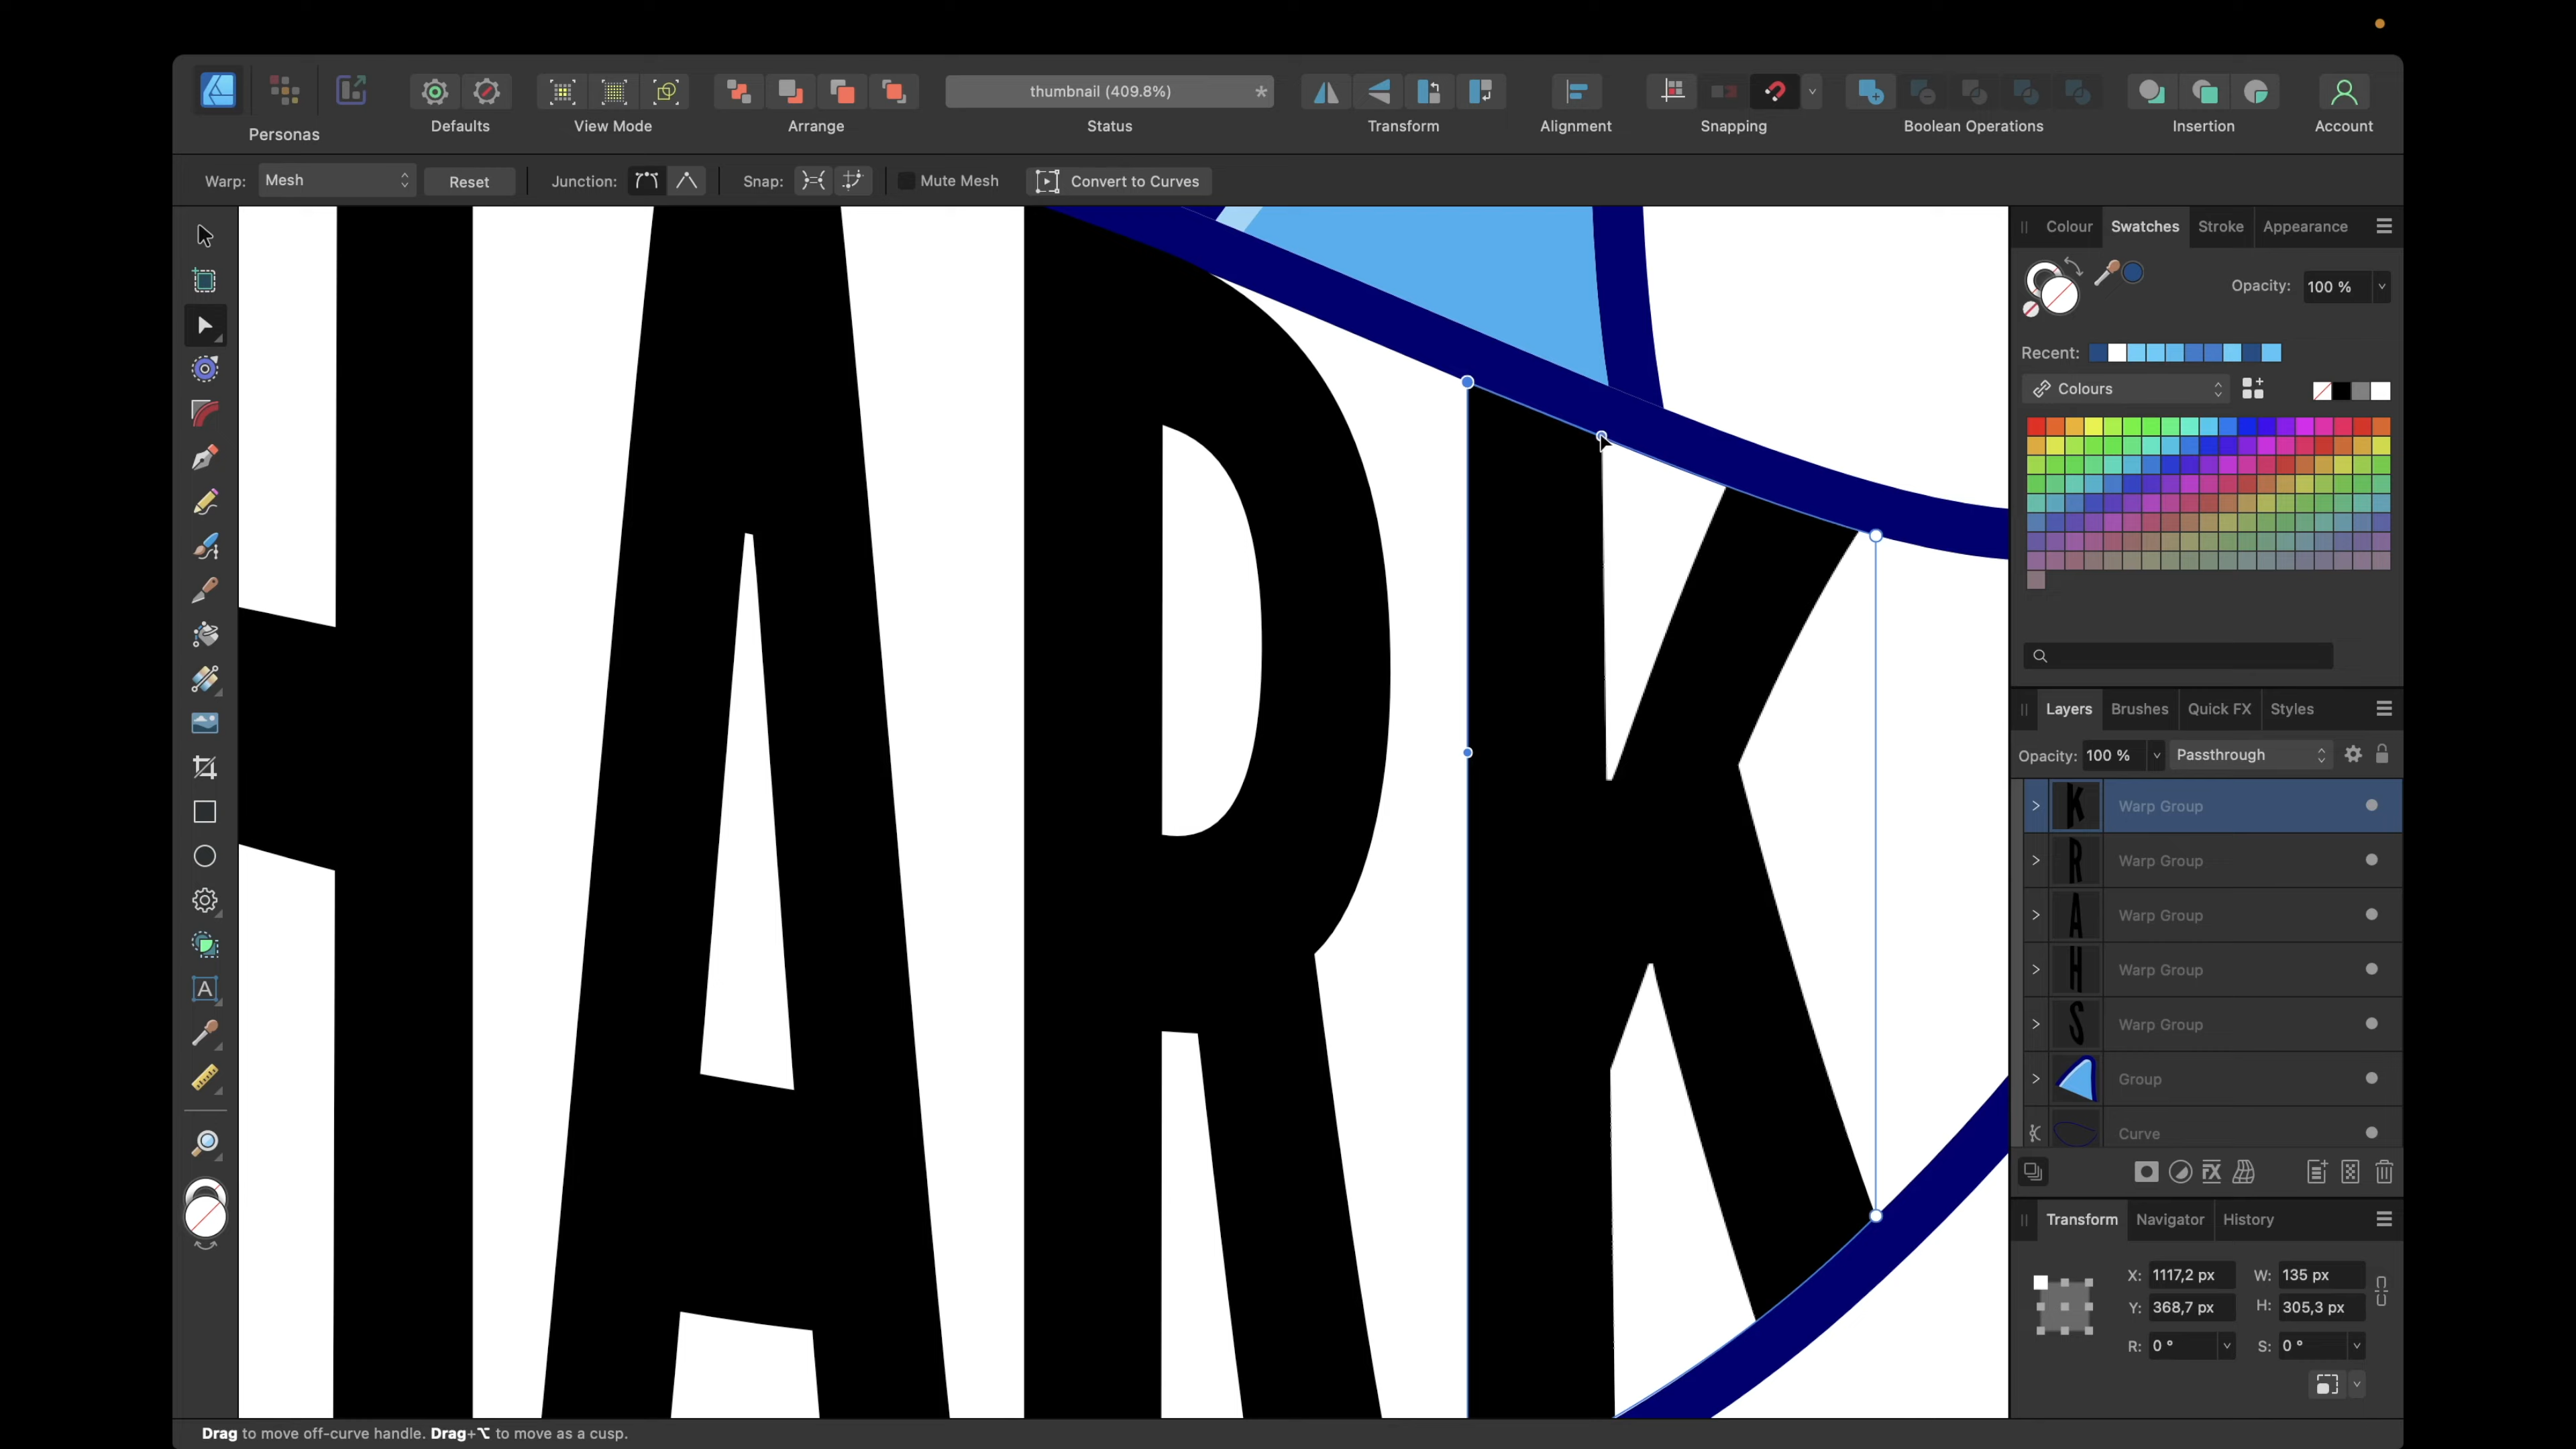 thumbnail (409.8%) *
Personas
Defaults
View Mode
Arrange
Status
Transform
Alignment
Snapping
Boolean Operations
Insertion
Account
Warp: Mesh
Reset
Junction:
Snap:
Mute Mesh
Convert to Curves
Colour Swatches Stroke Appearance
Opacity: 100 %
Recent:
Colours
HARK
A
Layers Brushes Quick FX Styles
Opacity: 100 % Passthrough
K Warp Group
R Warp Group
A Warp Group
H Warp Group
S Warp Group
Group
Curve
FX
Transform Navigator History
X: 1117,2 px W: 135 px
Y: 368,7 px H: 305,3 px
R: 0 ° S: 0 °
Drag to move off-curve handle. Drag+⌥ to move as a cusp.